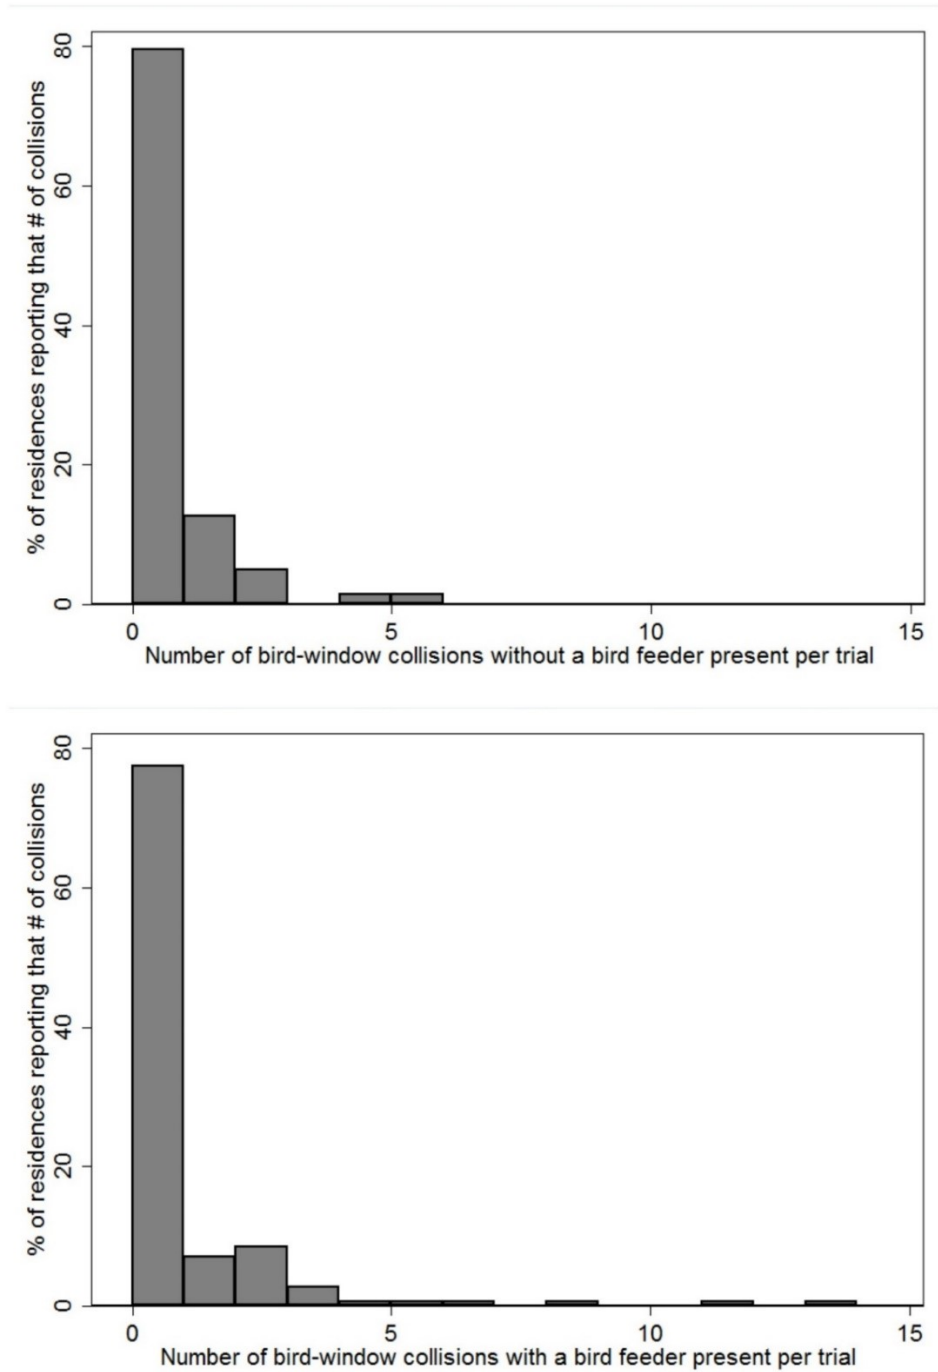 % of residences reporting that # of collisions
80
60
40
20
0
0 5 10 15
Number of bird-window collisions without a bird feeder present per trial
% of residences reporting that # of collisions
80
60
40
20
0
0 5 10 15
Number of bird-window collisions with a bird feeder present per trial